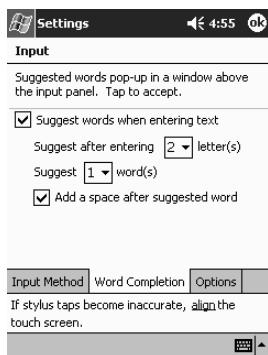 Settings 4:55 ok
Input
Suggested words pop-up in a window above
the input panel. Tap to accept.
Suggest words when entering text
Suggest after entering 2 letter(s)
Suggest 1 word(s)
Add a space after suggested word
Input Method Word Completion Options
If stylus taps become inaccurate, align the
touch screen.